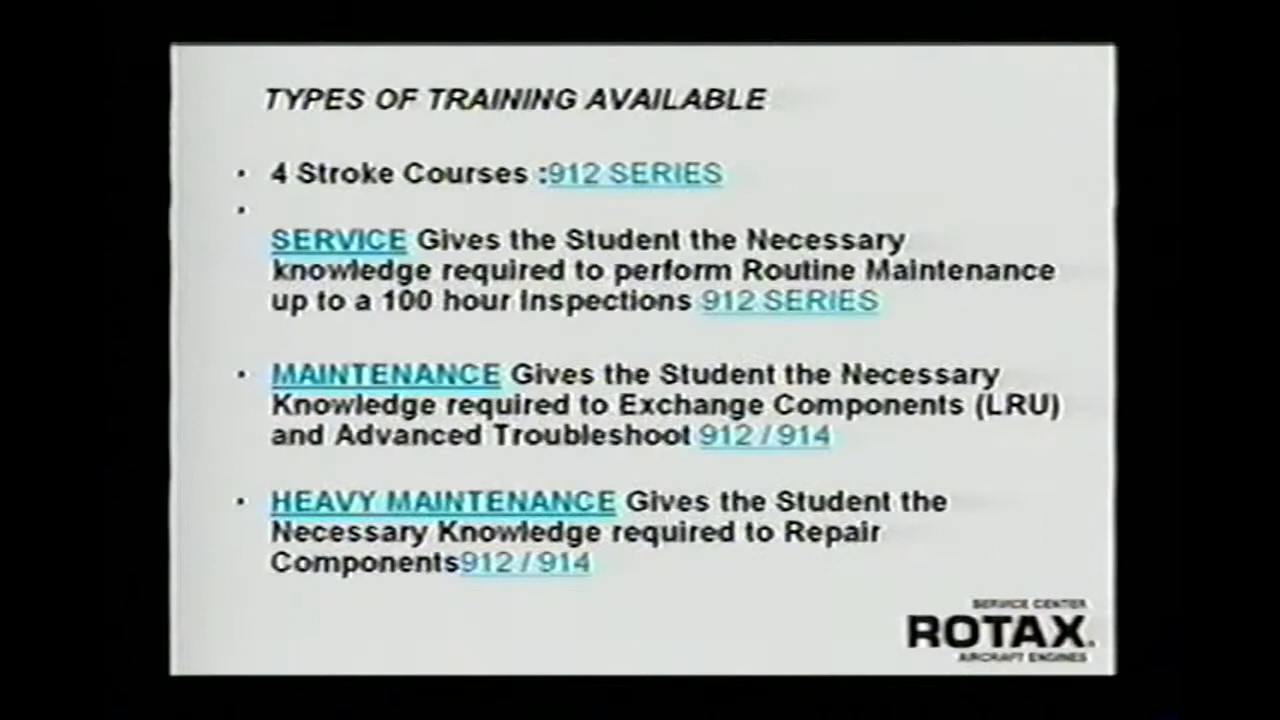 TYPES OF TRAINING AVAILABLE
• 4 Stroke Courses :912 SERIES
•
SERVICE Gives the Student the Necessary
knowledge required to perform Routine Maintenance
up to a 100 hour Inspections 912 SERIES
• MAINTENANCE Gives the Student the Necessary
Knowledge required to Exchange Components (LRU)
and Advanced Troubleshoot 912 / 914
• HEAVY MAINTENANCE Gives the Student the
Necessary Knowledge required to Repair
Components912 / 914
SERVICE CENTER
ROTAX.
AIRCRAFT ENGINES